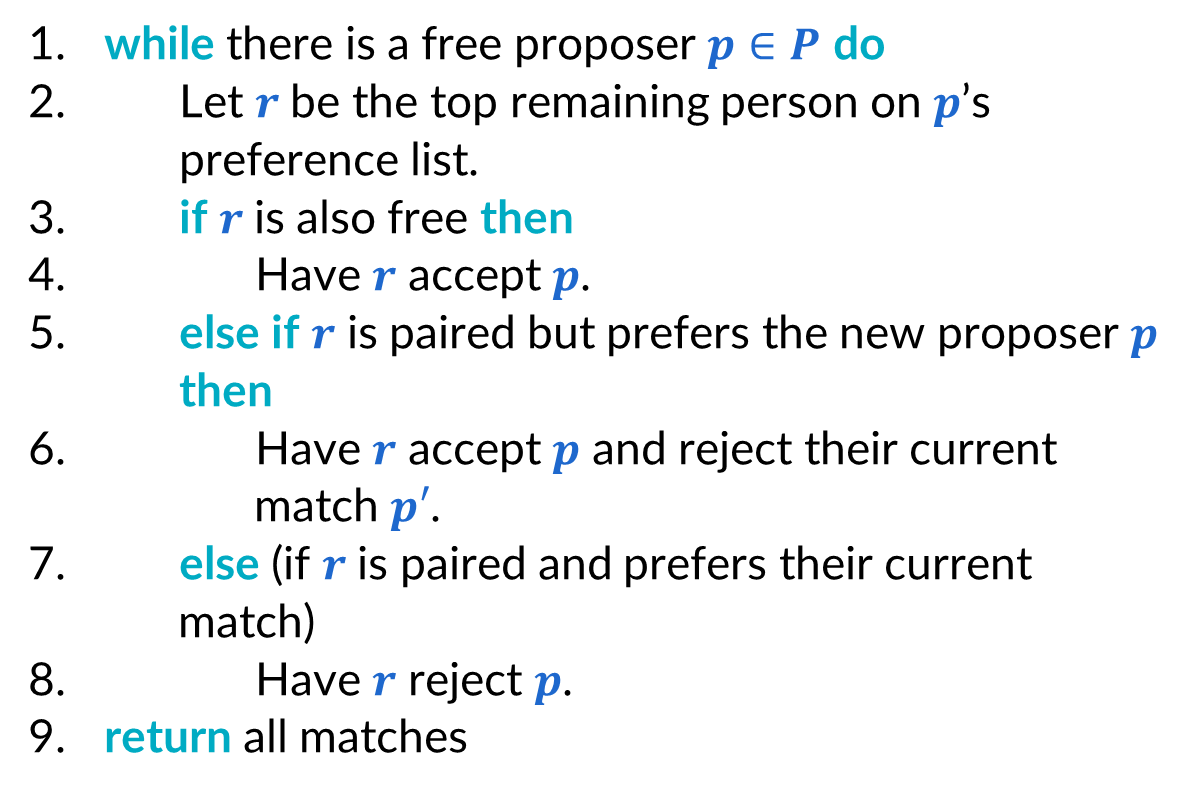 1. while there is a free proposer p ∈ P do
2. Let r be the top remaining person on p’s
preference list.
3. if r is also free then
4. Have r accept p.
5. else if r is paired but prefers the new proposer p
then
6. Have r accept p and reject their current
match p′.
7. else (if r is paired and prefers their current
match)
8. Have r reject p.
9. return all matches